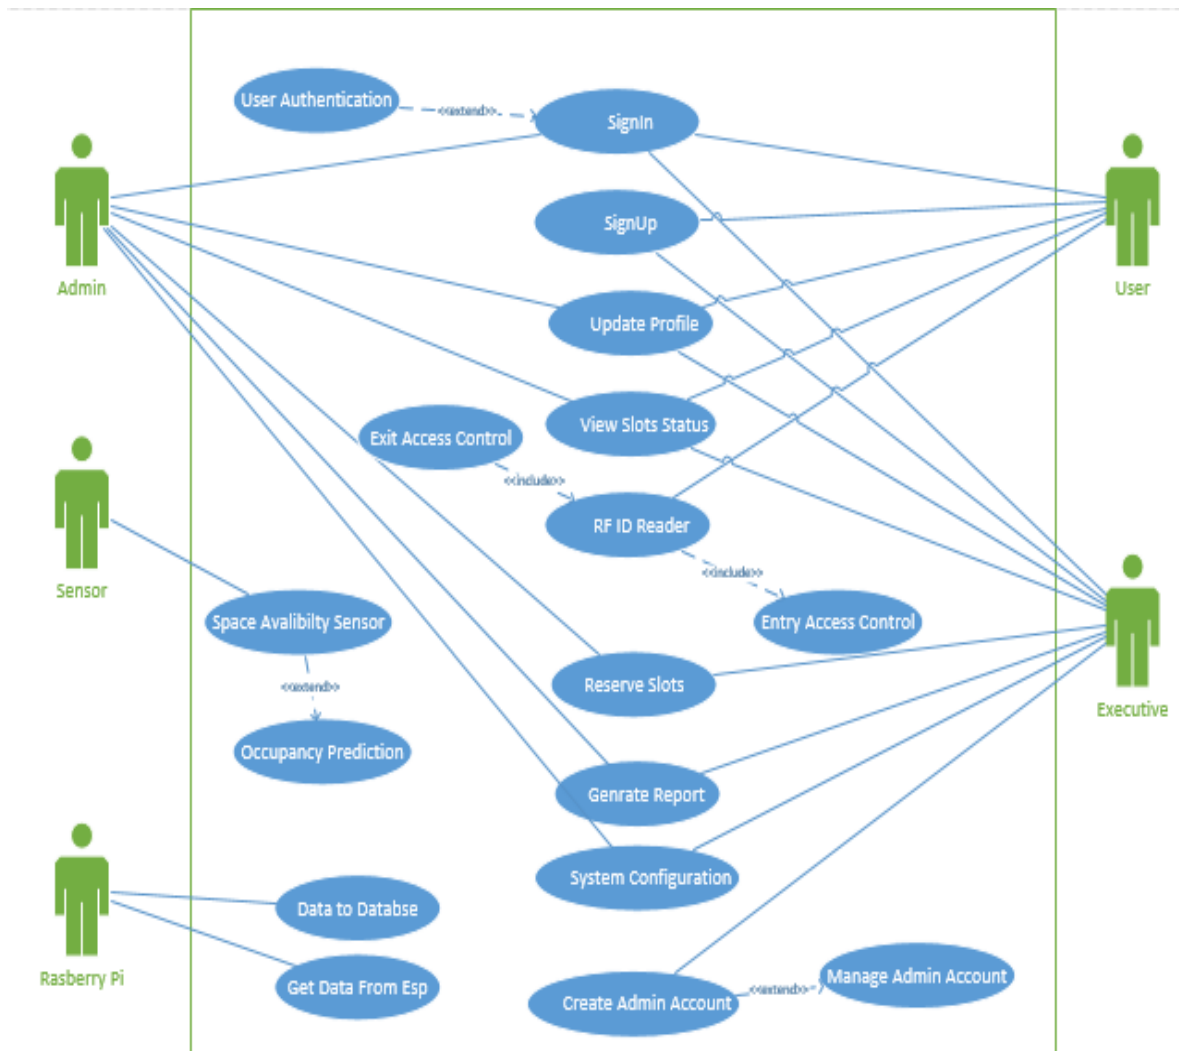 User Authentication
<<extend>>
SignIn
SignUp
Admin
User
Update Profile
View Slots Status
Exit Access Control
<<include>>
RF ID Reader
<<include>>
Sensor
Space Avalibilty Sensor
Entry Access Control
<<extend>>
Reserve Slots
Executive
Occupancy Prediction
Genrate Report
System Configuration
Data to Databse
Rasberry Pi
Get Data From Esp
Manage Admin Account
<<extend>>
Create Admin Account